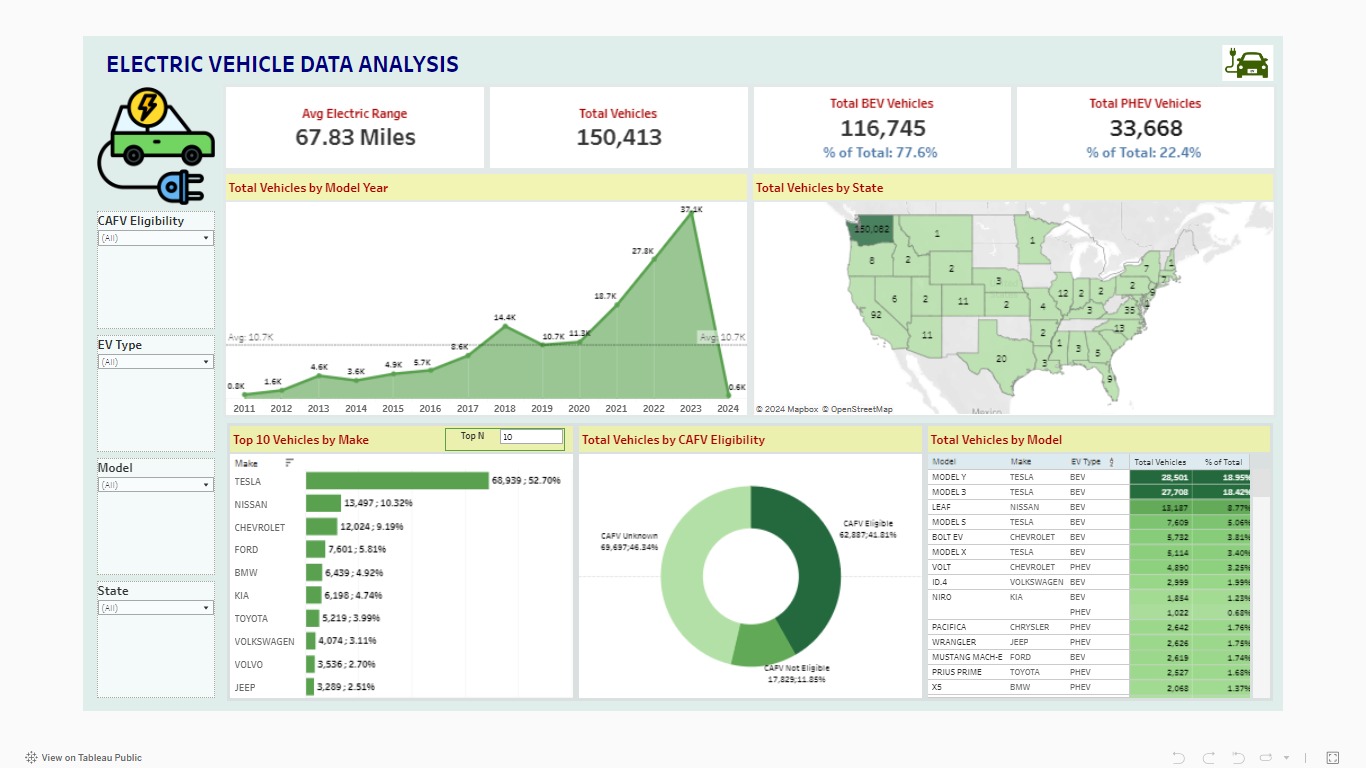 ELECTRIC VEHICLE DATA ANALYSIS
Avg Electric Range
67.83 Miles
Total Vehicles
150,413
Total BEV Vehicles
116,745
% of Total: 77.6%
Total PHEV Vehicles
33,668
% of Total: 22.4%
CAFV Eligibility
(All)
EV Type
(All)
Model
(All)
State
(All)
Total Vehicles by Model Year
37.1K
27.8K
18.7K
14.4K
10.7K
11.3K
8.6K
5.7K
4.9K
3.6K
4.6K
1.6K
0.8K
0.6K
Avg: 10.7K
Avg: 10.7K
2011 2012 2013 2014 2015 2016 2017 2018 2019 2020 2021 2022 2023 2024
Total Vehicles by State
150,082
1
1
8
2
2
3
7
1
7
6
2
11
2
4
12
2
2
2
9
4
3
35
92
11
2
13
20
3
1
3
5
9
Mexico
© 2024 Mapbox © OpenStreetMap
Top 10 Vehicles by Make
Top N
10
Make
TESLA 68,939; 52.70%
NISSAN 13,497; 10.32%
CHEVROLET 12,024; 9.19%
FORD 7,601; 5.81%
BMW 6,439; 4.92%
KIA 6,198; 4.74%
TOYOTA 5,219; 3.99%
VOLKSWAGEN 4,074; 3.11%
VOLVO 3,536; 2.70%
JEEP 3,289; 2.51%
Total Vehicles by CAFV Eligibility
CAFV Eligible
62,887;41.81%
CAFV Unknown
69,697;46.34%
CAFV Not Eligible
17,829;11.85%
Total Vehicles by Model
Model Make EV Type Total Vehicles % of Total
MODEL Y TESLA BEV 28,501 18.95%
MODEL 3 TESLA BEV 27,708 18.42%
LEAF NISSAN BEV 13,187 8.77%
MODEL S TESLA BEV 7,609 5.06%
BOLT EV CHEVROLET BEV 5,732 3.81%
MODEL X TESLA BEV 5,114 3.40%
VOLT CHEVROLET PHEV 4,890 3.25%
ID.4 VOLKSWAGEN BEV 2,999 1.99%
NIRO KIA BEV 1,854 1.23%
PHEV 1,022 0.68%
PACIFICA CHRYSLER PHEV 2,642 1.76%
WRANGLER JEEP PHEV 2,626 1.75%
MUSTANG MACH-E FORD BEV 2,619 1.74%
PRIUS PRIME TOYOTA PHEV 2,527 1.68%
X5 BMW PHEV 2,068 1.37%
View on Tableau Public